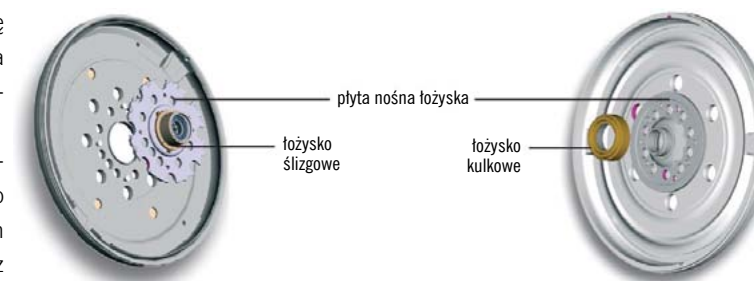 ę
a
-
-
o
n
z
płyta nośna łożyska
łożysko
ślizgowe
łożysko
kulkowe